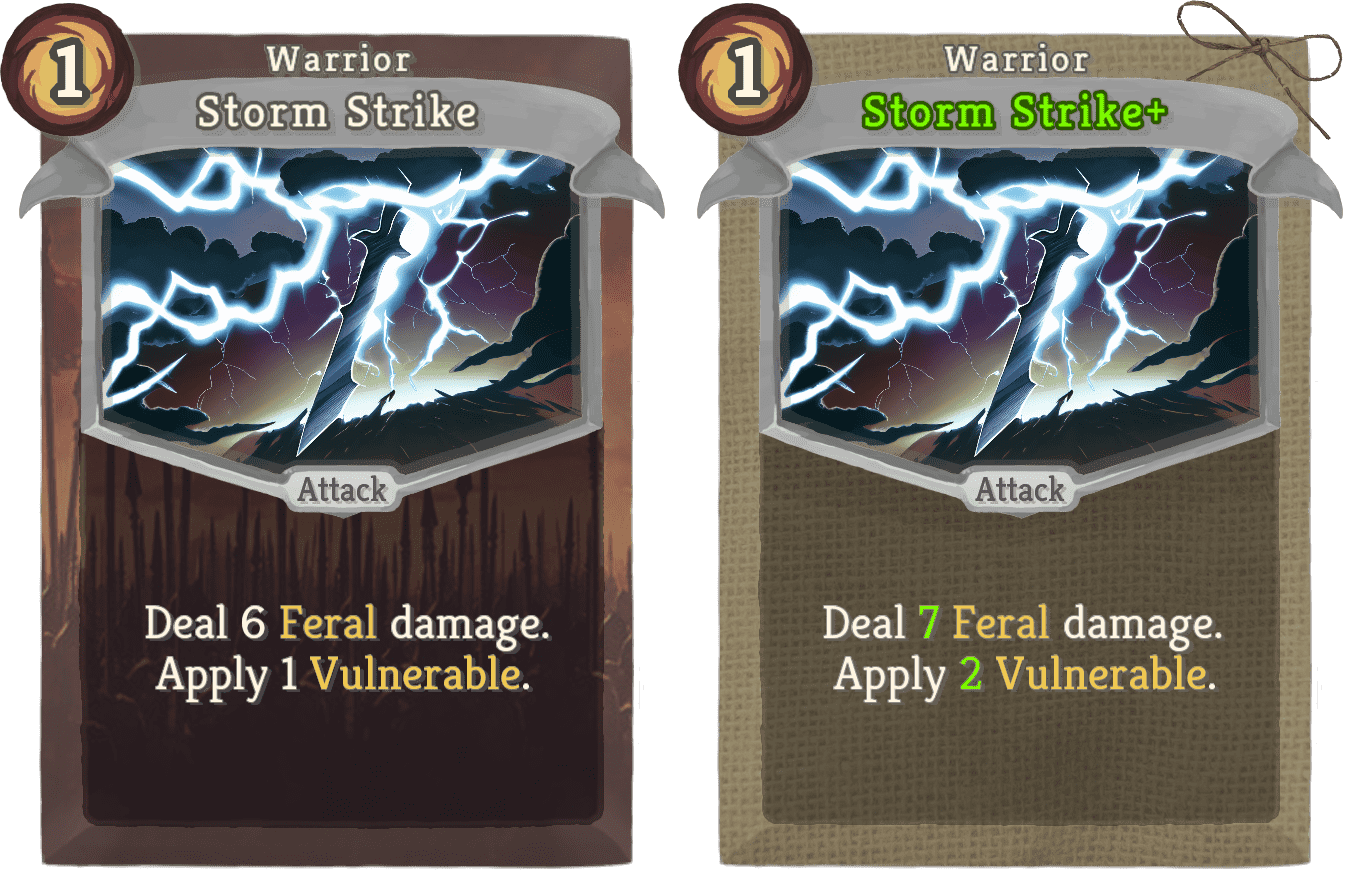 1
Warrior
Storm Strike
Attack
Deal 6 Feral damage.
Apply 1 Vulnerable.
1
Warrior
Storm Strike+
Attack
Deal 7 Feral damage.
Apply 2 Vulnerable.